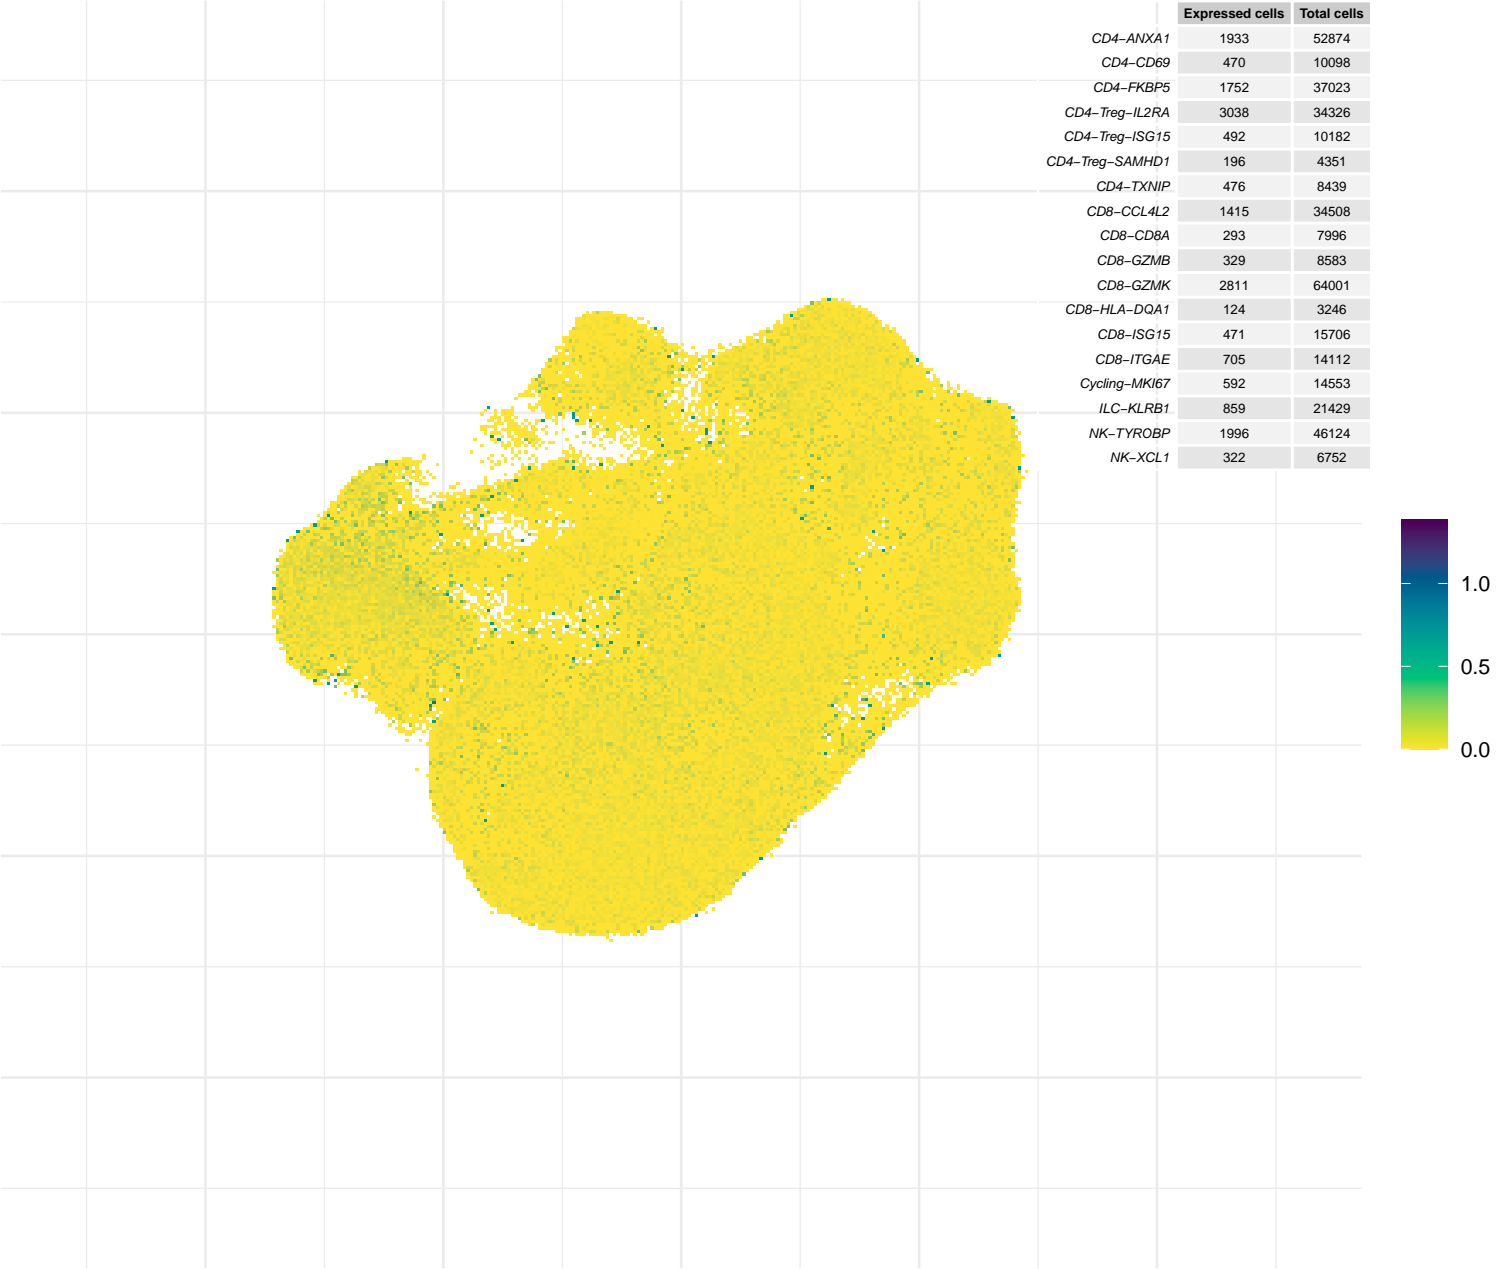 Expressed cells Total cells
CD4−ANXA1 1933 52874
CD4−CD69 470 10098
CD4−FKBP5 1752 37023
CD4−Treg−IL2RA 3038 34326
CD4−Treg−ISG15 492 10182
CD4−Treg−SAMHD1 196 4351
CD4−TXNIP 476 8439
CD8−CCL4L2 1415 34508
CD8−CD8A 293 7996
CD8−GZMB 329 8583
CD8−GZMK 2811 64001
CD8−HLA−DQA1 124 3246
CD8−ISG15 471 15706
CD8−ITGAE 705 14112
Cycling−MKI67 592 14553
ILC−KLRB1 859 21429
NK−TYROBP 1996 46124
NK−XCL1 322 6752
1.0
0.5
0.0